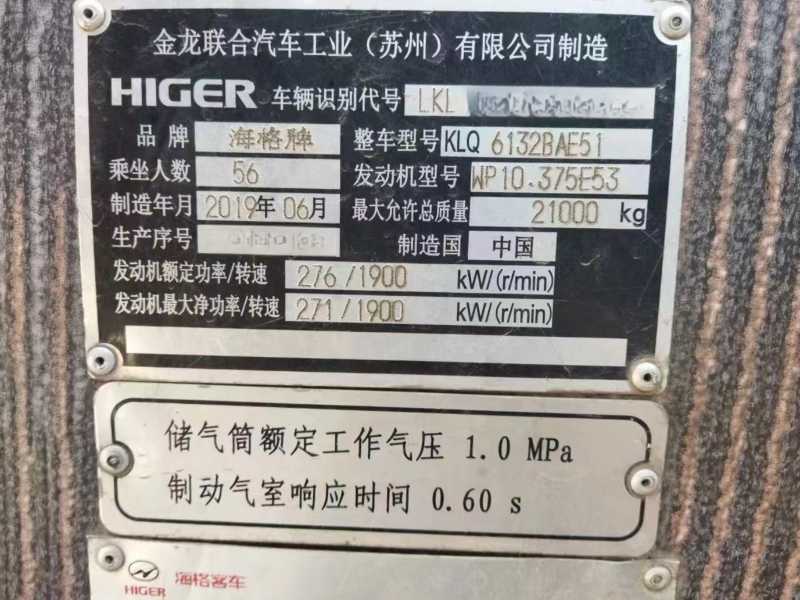 金龙联合汽车工业（苏州）有限公司制造
HIGER 车辆识别代号 LKL
品牌 海格牌 整车型号 KLQ 6132BAE51
乘坐人数 56 发动机型号 WP10.375E53
制造年月 2019年06月 最大允许总质量 21000 kg
生产序号 制造国 中国
发动机额定功率/转速 276/1900 kW/(r/min)
发动机最大净功率/转速 271/1900 kW/(r/min)
储气筒额定工作气压 1.0 MPa
制动气室响应时间 0.60 s
HIGER 海格客车